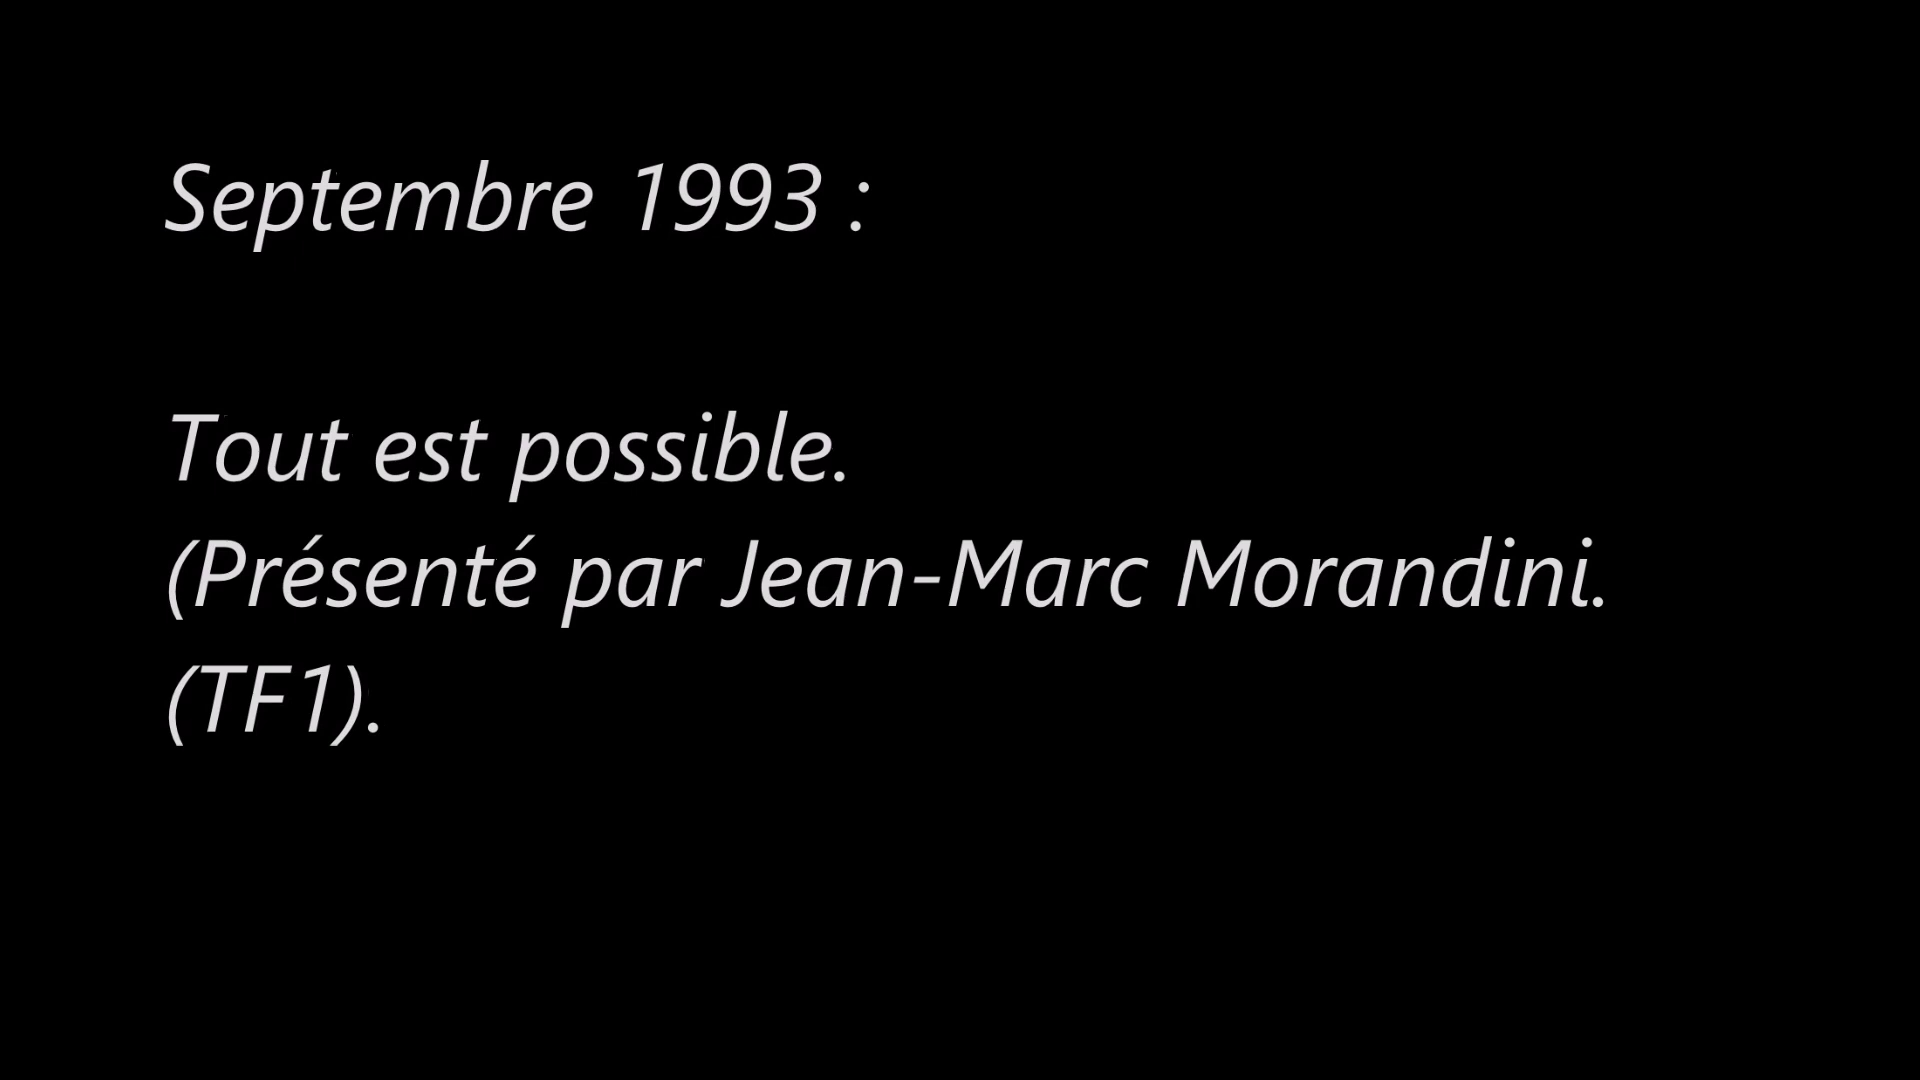 Septembre 1993 :
Tout est possible.
(Présenté par Jean-Marc Morandini.
(TF1).